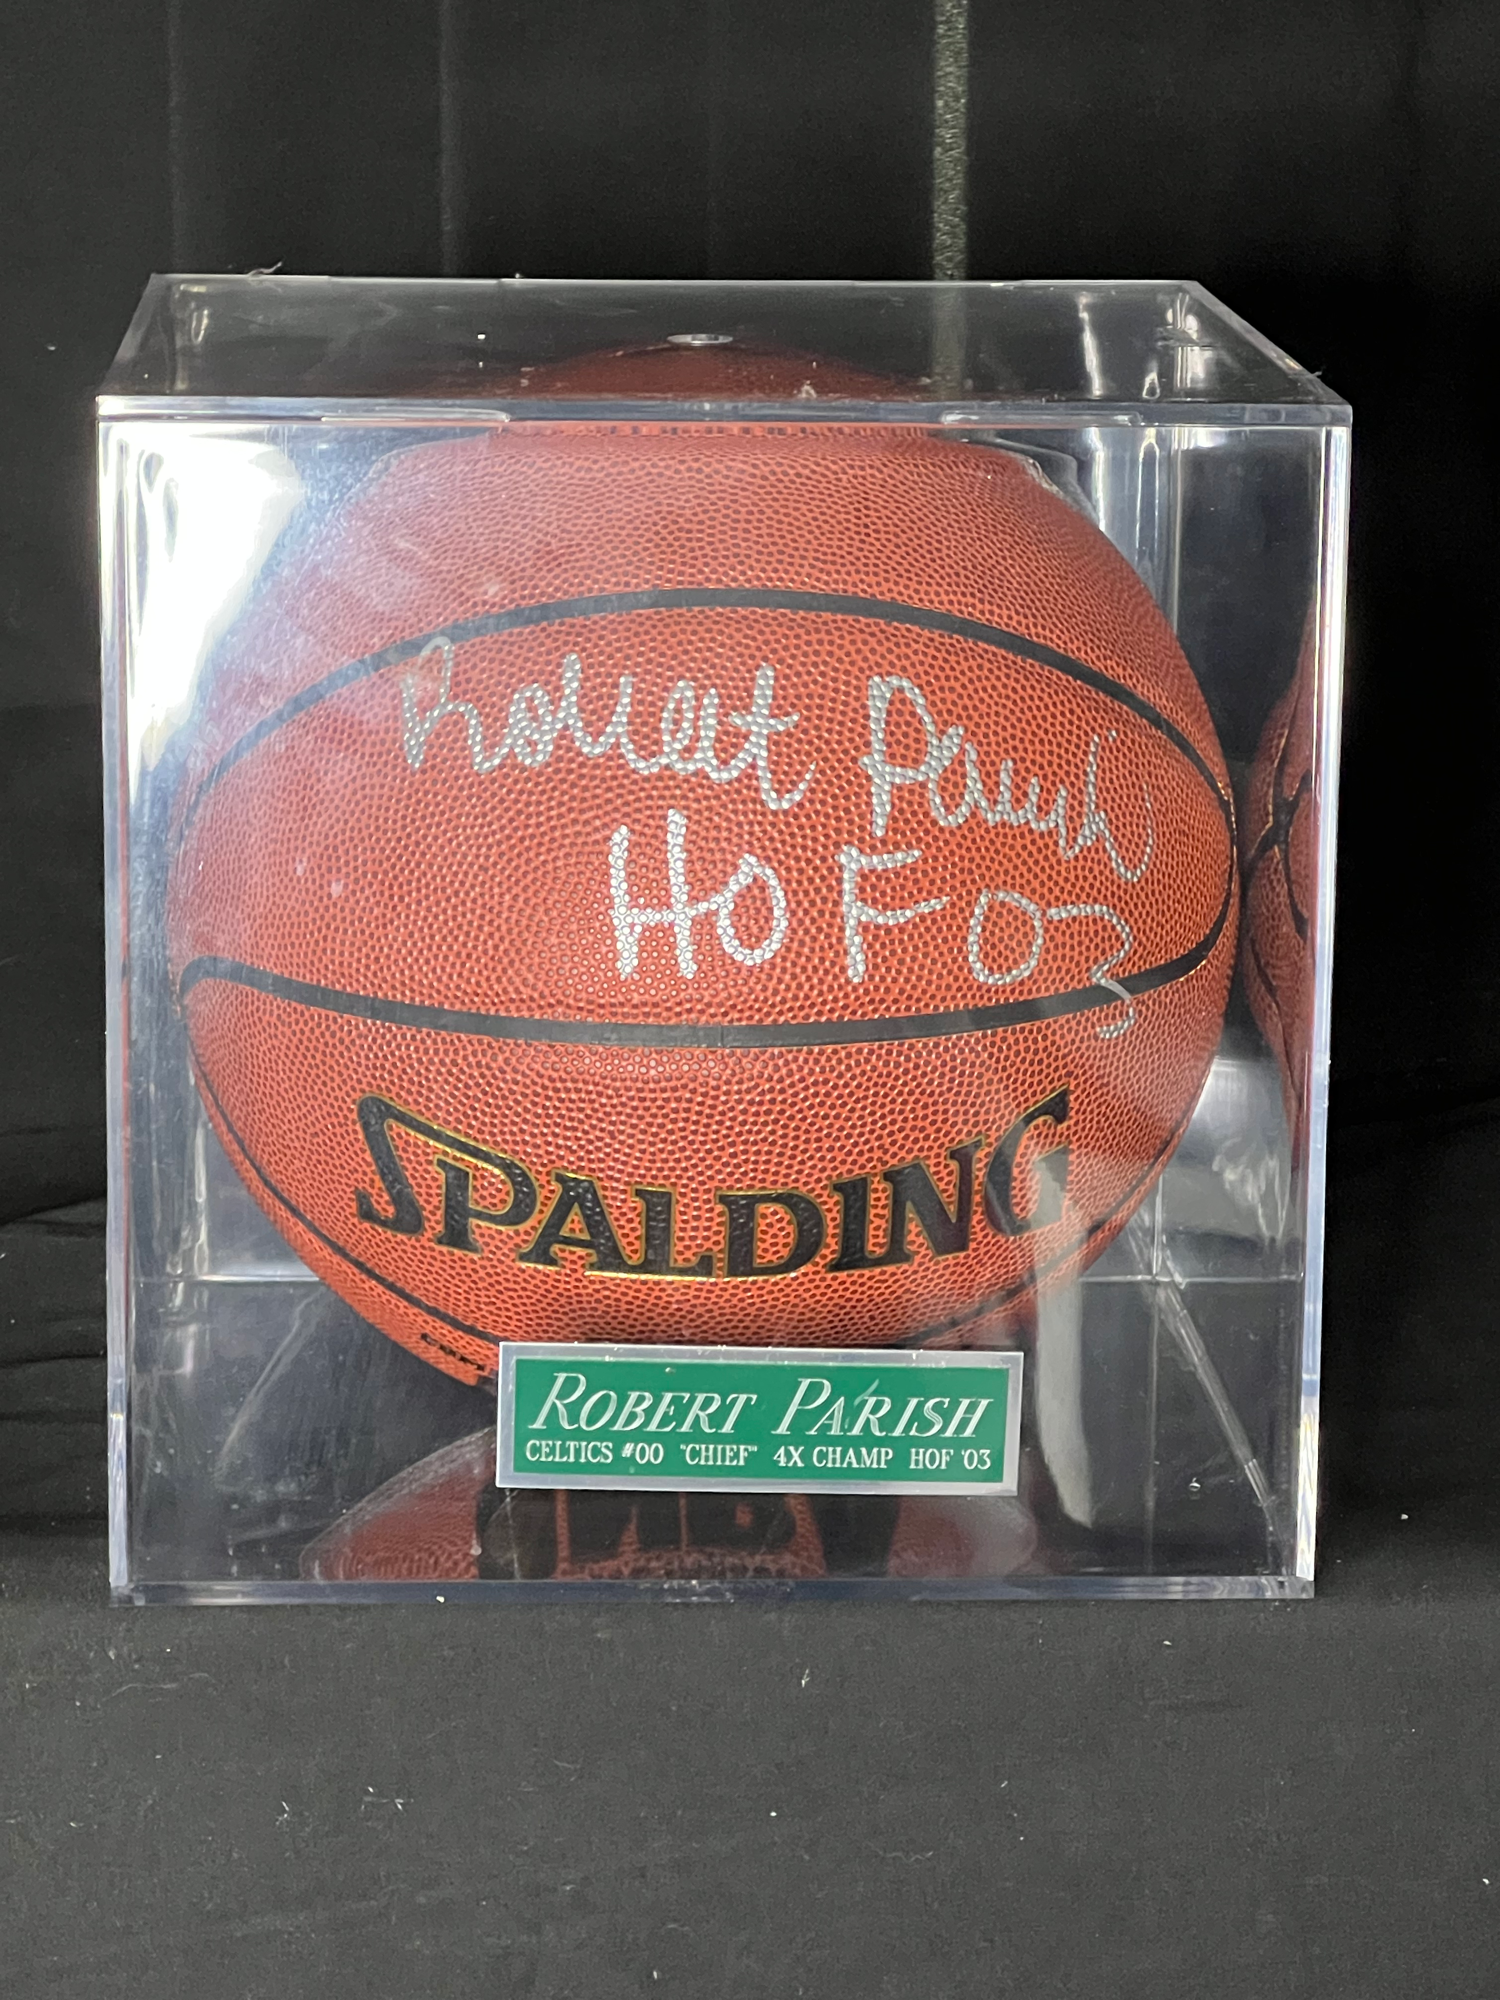 Robert Parish
HOF 03
SPALDING
ROBERT PARISH
CELTICS #00 "CHIEF" 4X CHAMP HOF '03